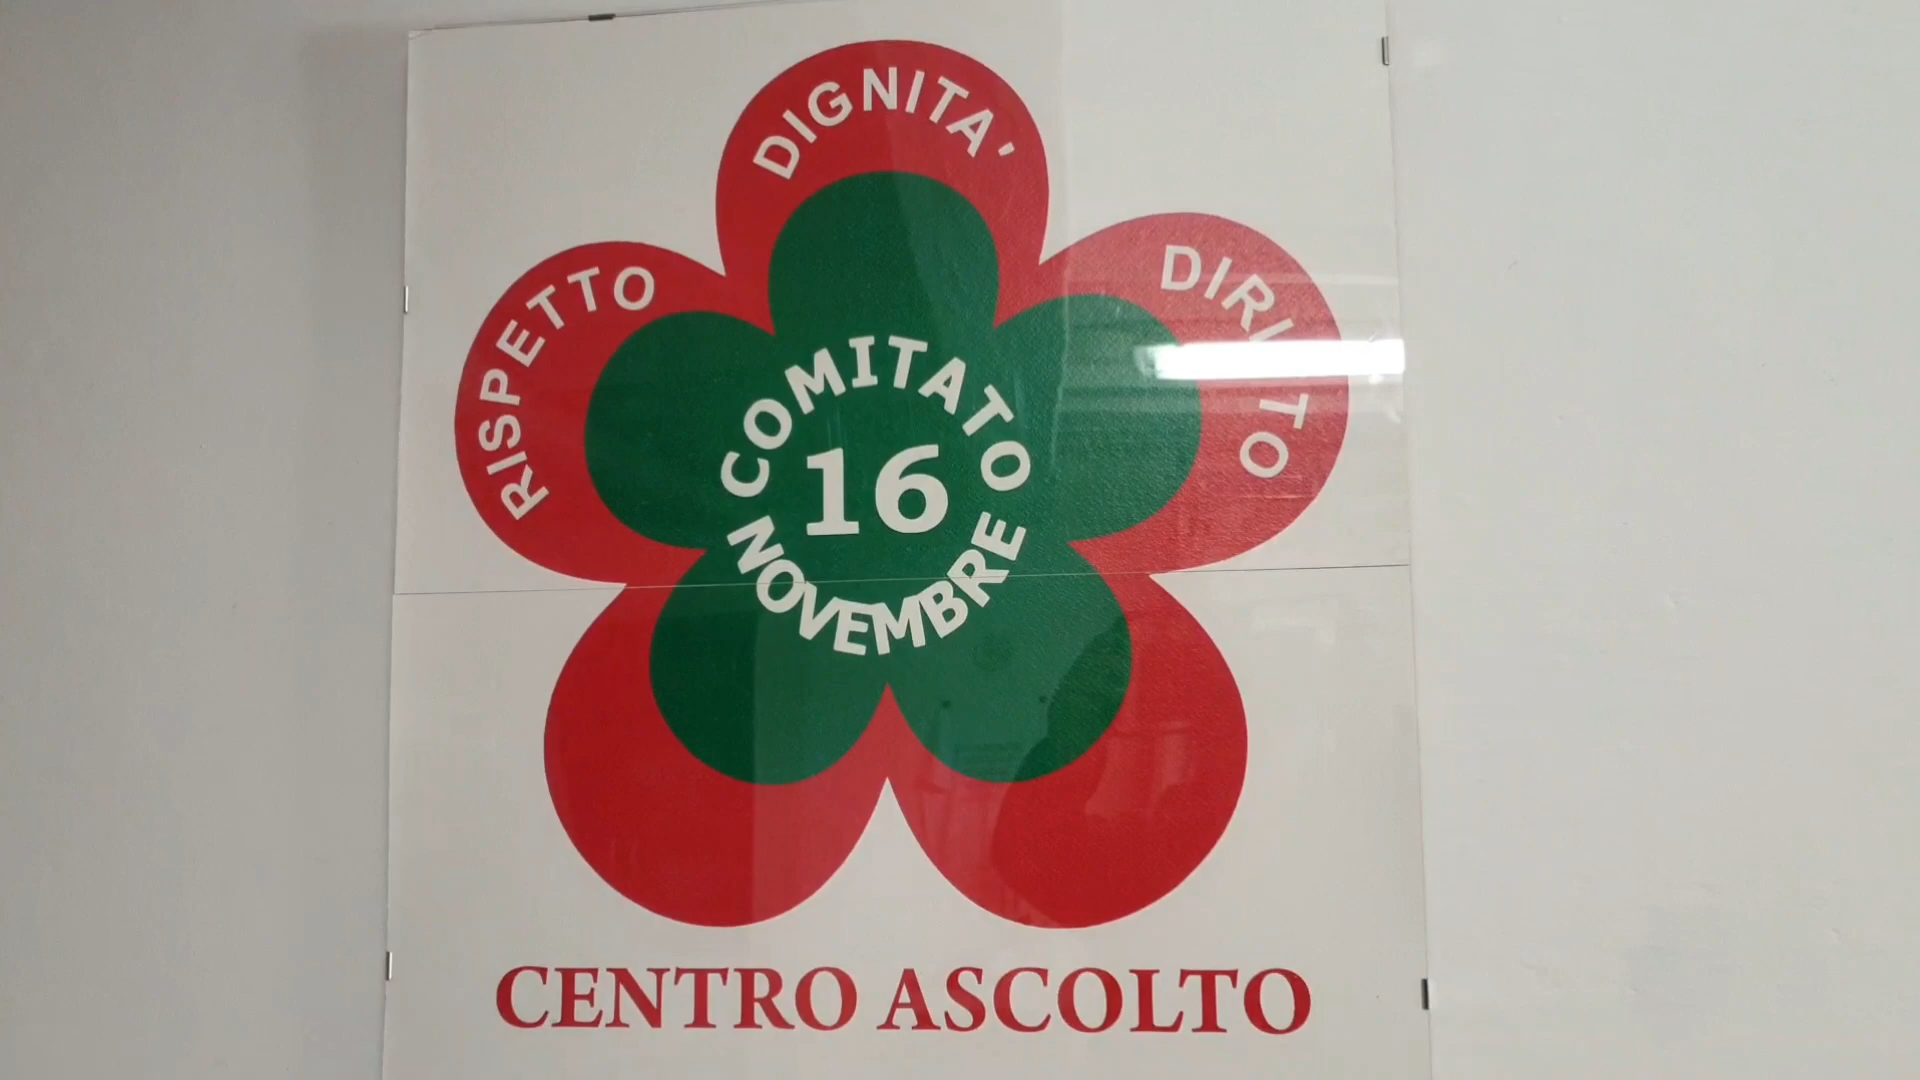 DIGNITA'
RISPETTO
DIRITTO
COMITATO
16
NOVEMBRE
CENTRO ASCOLTO